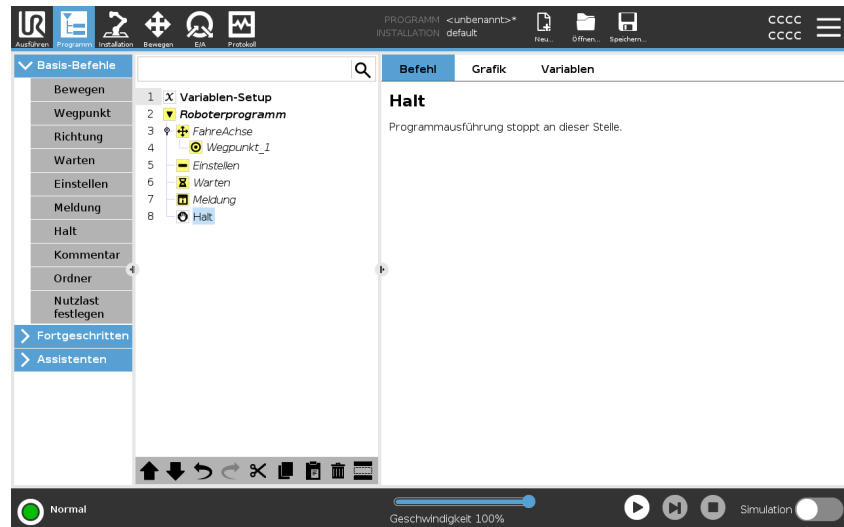 UR
PROGRAMM <unbenannt>*
INSTALLATION default
Ausführen Programm Installation Bewegen E/A Protokoll
Neu... Öffnen... Speichern...
cccc
cccc
Basis-Befehle
Bewegen
Wegpunkt
Richtung
Warten
Einstellen
Meldung
Halt
Kommentar
Ordner
Nutzlast
festlegen
Fortgeschritten
Assistenten
1 X Variablen-Setup
2 Roboterprogramm
3 FahreAchse
4 Wegpunkt_1
5 Einstellen
6 Warten
7 Meldung
8 Halt
Befehl Grafik Variablen
Halt
Programmausführung stoppt an dieser Stelle.
Normal
Geschwindigkeit 100%
Simulation